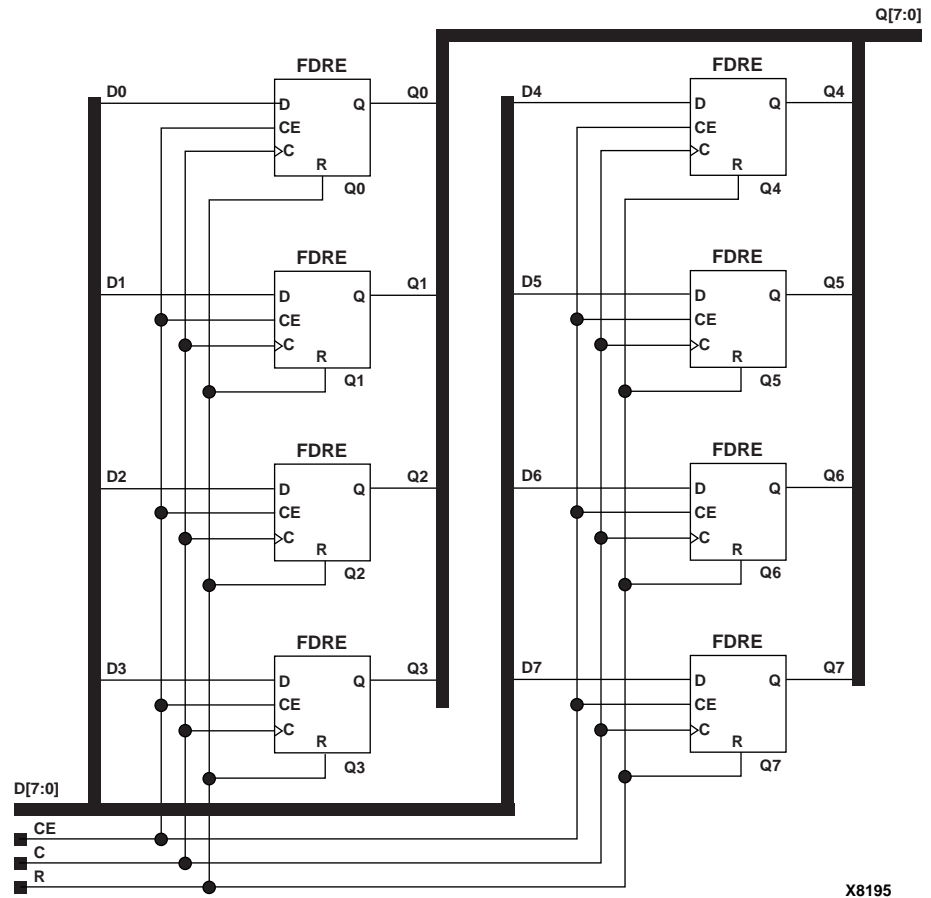 Q[7:0]
FDRE
D0
D
Q
Q0
CE
C
R
Q0
FDRE
D1
D
Q
Q1
CE
C
R
Q1
FDRE
D2
D
Q
Q2
CE
C
R
Q2
FDRE
D3
D
Q
Q3
CE
C
R
Q3
FDRE
D4
D
Q
Q4
CE
C
R
Q4
FDRE
D5
D
Q
Q5
CE
C
R
Q5
FDRE
D6
D
Q
Q6
CE
C
R
Q6
FDRE
D7
D
Q
Q7
CE
C
R
Q7
D[7:0]
CE
C
R
X8195